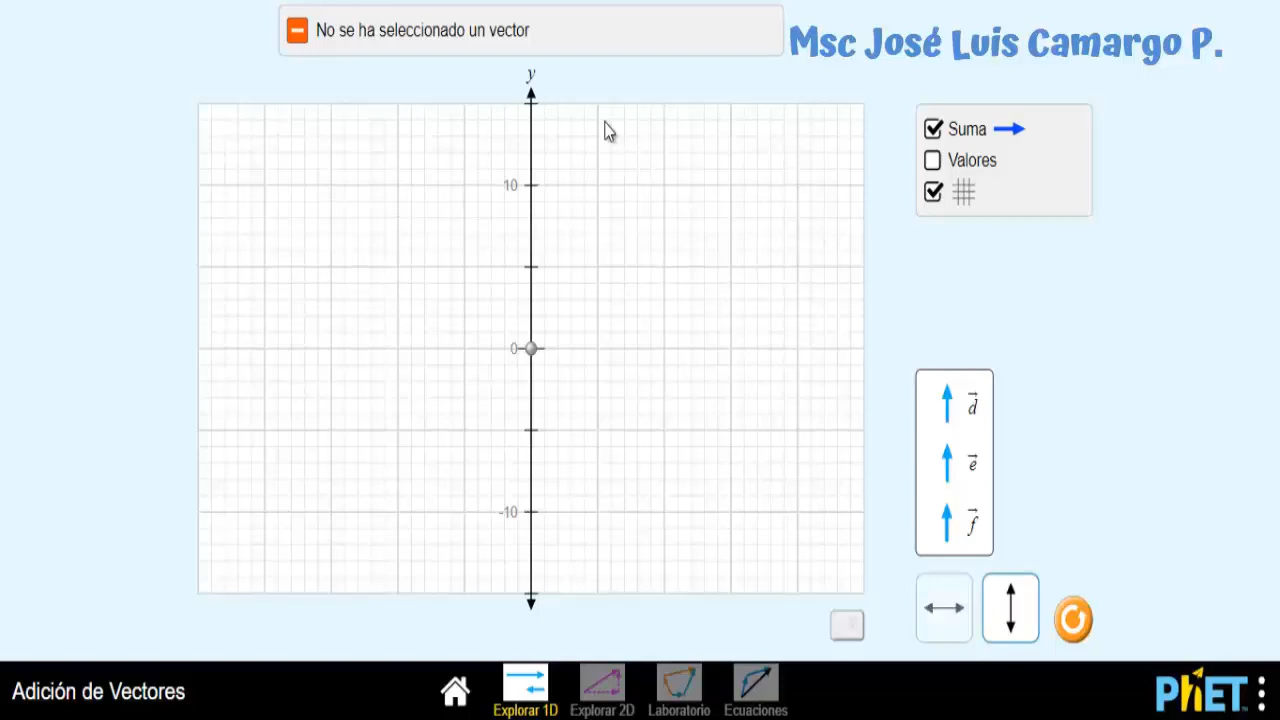 No se ha seleccionado un vector
Msc José Luis Camargo P.
y
Suma
Valores
10
0
-10
d
e
f
Adición de Vectores
Explorar 1D
Explorar 2D
Laboratorio
Ecuaciones
PhET